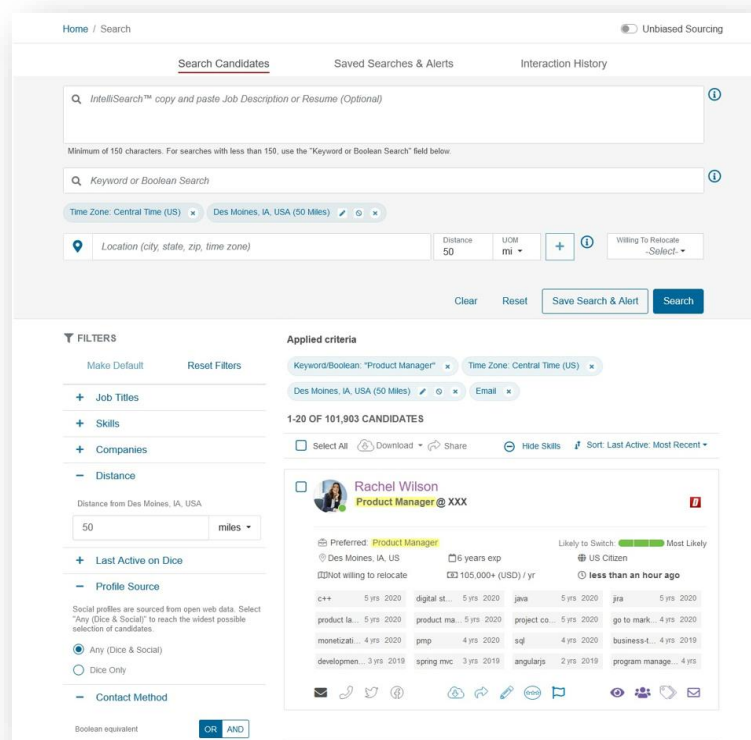 Home / Search
Unbiased Sourcing
Search Candidates Saved Searches & Alerts Interaction History
IntelliSearch™ copy and paste Job Description or Resume (Optional)
Minimum of 150 characters. For searches with less than 150, use the "Keyword or Boolean Search" field below.
Keyword or Boolean Search
Time Zone: Central Time (US) x Des Moines, IA, USA (50 Miles) x
Distance UOM Willing To Relocate
Location (city, state, zip, time zone) 50 mi + -Select-
Clear Reset Save Search & Alert Search
FILTERS
Make Default Reset Filters
+ Job Titles
+ Skills
+ Companies
− Distance
Distance from Des Moines, IA, USA
50 miles
+ Last Active on Dice
− Profile Source
Social profiles are sourced from open web data. Select
"Any (Dice & Social)" to reach the widest possible
selection of candidates.
Any (Dice & Social)
Dice Only
− Contact Method
Boolean equivalent OR AND
Applied criteria
Keyword/Boolean: "Product Manager" x Time Zone: Central Time (US) x
Des Moines, IA, USA (50 Miles) x Email x
1-20 OF 101,903 CANDIDATES
Select All Download Share Hide Skills Sort: Last Active: Most Recent
Rachel Wilson
Product Manager @ XXX
Preferred: Product Manager Likely to Switch: Most Likely
Des Moines, IA, US 6 years exp US Citizen
Not willing to relocate 105,000+ (USD) / yr less than an hour ago
c++ 5 yrs 2020 digital st... 5 yrs 2020 java 5 yrs 2020 jira 5 yrs 2020
product la... 5 yrs 2020 product ma... 5 yrs 2020 project co... 5 yrs 2020 go to mark... 4 yrs 2020
monetizati... 4 yrs 2020 pmp 4 yrs 2020 sql 4 yrs 2020 business-t... 4 yrs 2019
developmen... 3 yrs 2019 spring mvc 3 yrs 2019 angularjs 2 yrs 2019 program manage... 4 yrs